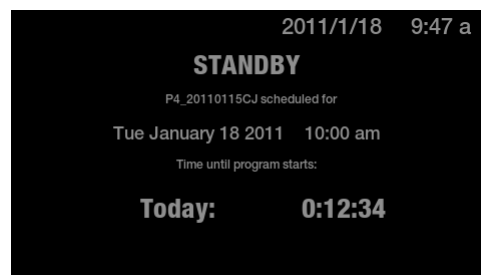 2011/1/18 9:47 a
STANDBY
P4_20110115CJ scheduled for
Tue January 18 2011 10:00 am
Time until program starts:
Today: 0:12:34